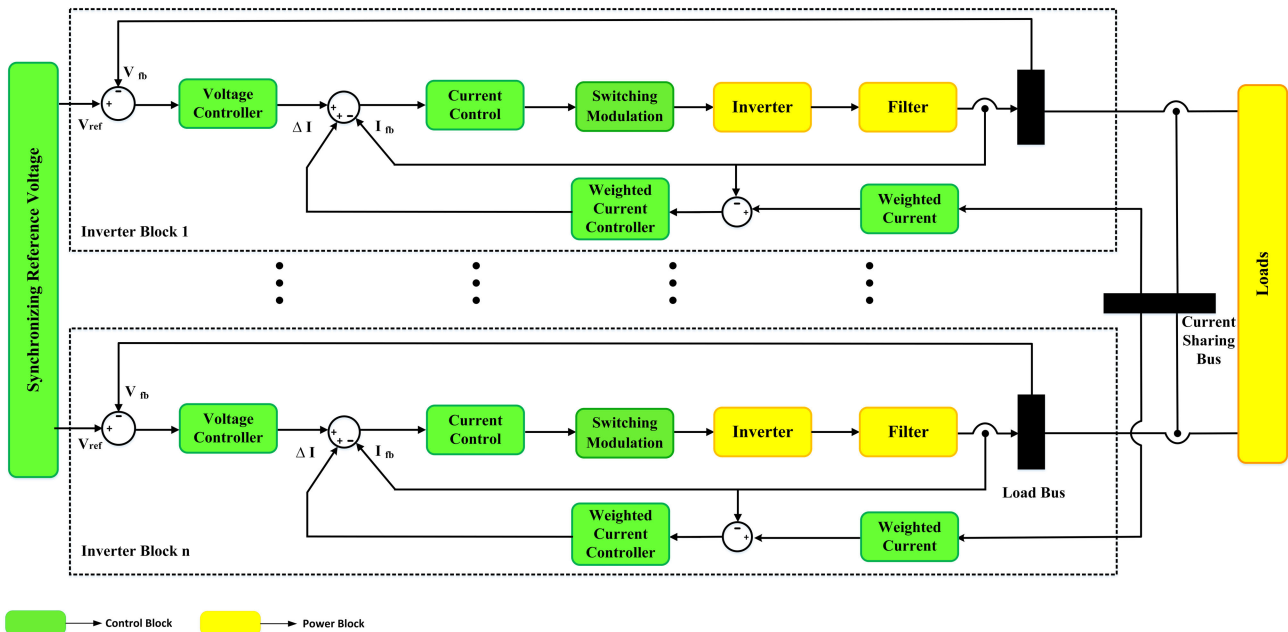 Synchronizing Reference Voltage
V fb
+
−
Vref
Voltage
Controller
+
+
−
Δ I
I fb
Current
Control
Switching
Modulation
Inverter
Filter
Weighted
Current
Controller
−
+
Weighted
Current
Inverter Block 1
Current
Sharing
Bus
Loads
V fb
+
−
Vref
Voltage
Controller
+
+
−
Δ I
I fb
Current
Control
Switching
Modulation
Inverter
Filter
Load Bus
Weighted
Current
Controller
−
+
Weighted
Current
Inverter Block n
Control Block
Power Block